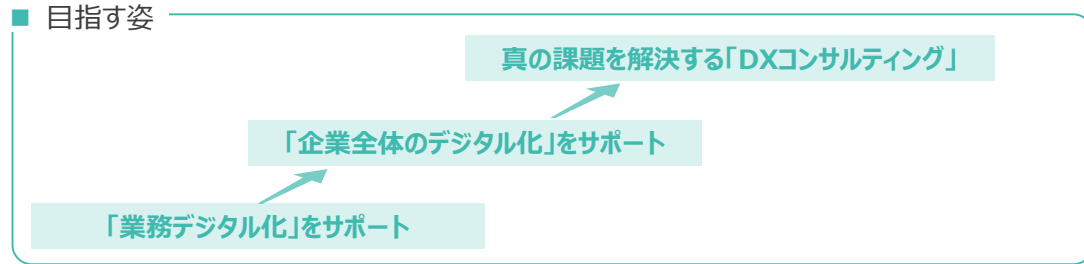 ■ 目指す姿
真の課題を解決する「DXコンサルティング」
「企業全体のデジタル化」をサポート
「業務デジタル化」をサポート